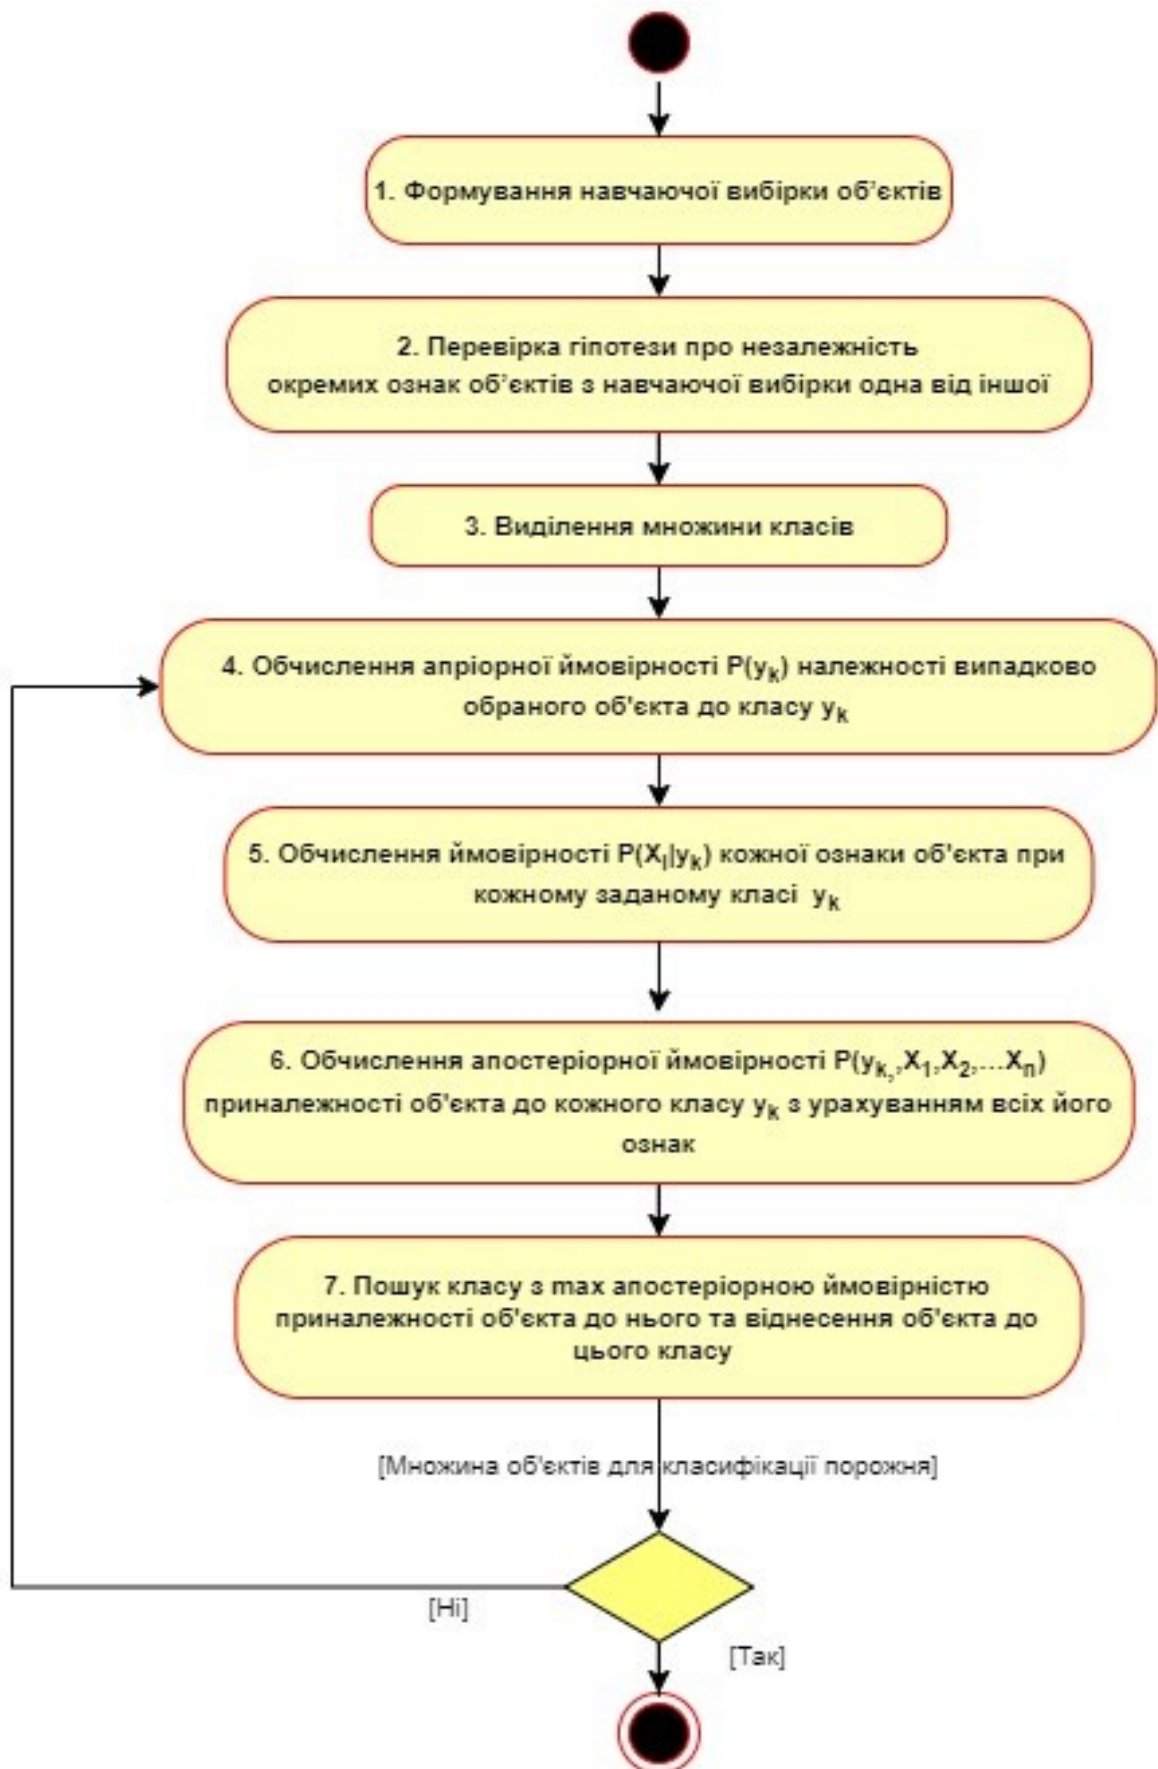 1. Формування навчаючої вибірки об’єктів
2. Перевірка гіпотези про незалежність
окремих ознак об’єктів з навчаючої вибірки одна від іншої
3. Виділення множини класів
4. Обчислення апріорної ймовірності P(yₖ) належності випадково
обраного об'єкта до класу yₖ
5. Обчислення ймовірності P(Xₗ|yₖ) кожної ознаки об'єкта при
кожному заданому класі yₖ
6. Обчислення апостеріорної ймовірності P(yₖ,,X₁,X₂,...Xₙ)
приналежності об'єкта до кожного класу yₖ з урахуванням всіх його
ознак
7. Пошук класу з max апостеріорною ймовірністю
приналежності об'єкта до нього та віднесення об'єкта до
цього класу
[Множина об'єктів для класифікації порожня]
[Ні]
[Так]